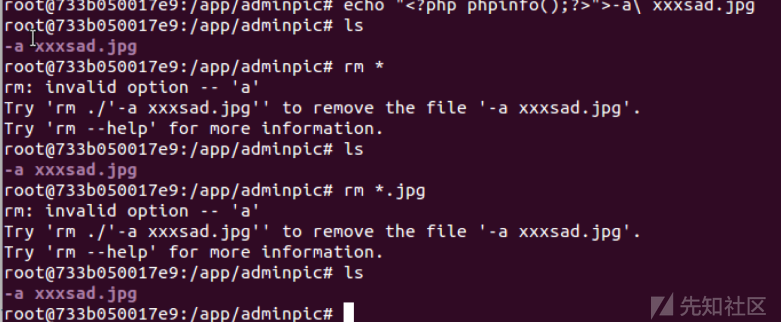 root@733b050017e9:/app/adminpic# echo "<?php phpinfo();?>">-a\ xxxsad.jpg
root@733b050017e9:/app/adminpic# ls
-a xxxsad.jpg
root@733b050017e9:/app/adminpic# rm *
rm: invalid option -- 'a'
Try 'rm ./'-a xxxsad.jpg'' to remove the file '-a xxxsad.jpg'.
Try 'rm --help' for more information.
root@733b050017e9:/app/adminpic# ls
-a xxxsad.jpg
root@733b050017e9:/app/adminpic# rm *.jpg
rm: invalid option -- 'a'
Try 'rm ./'-a xxxsad.jpg'' to remove the file '-a xxxsad.jpg'.
Try 'rm --help' for more information.
root@733b050017e9:/app/adminpic# ls
-a xxxsad.jpg
root@733b050017e9:/app/adminpic#
先知社区